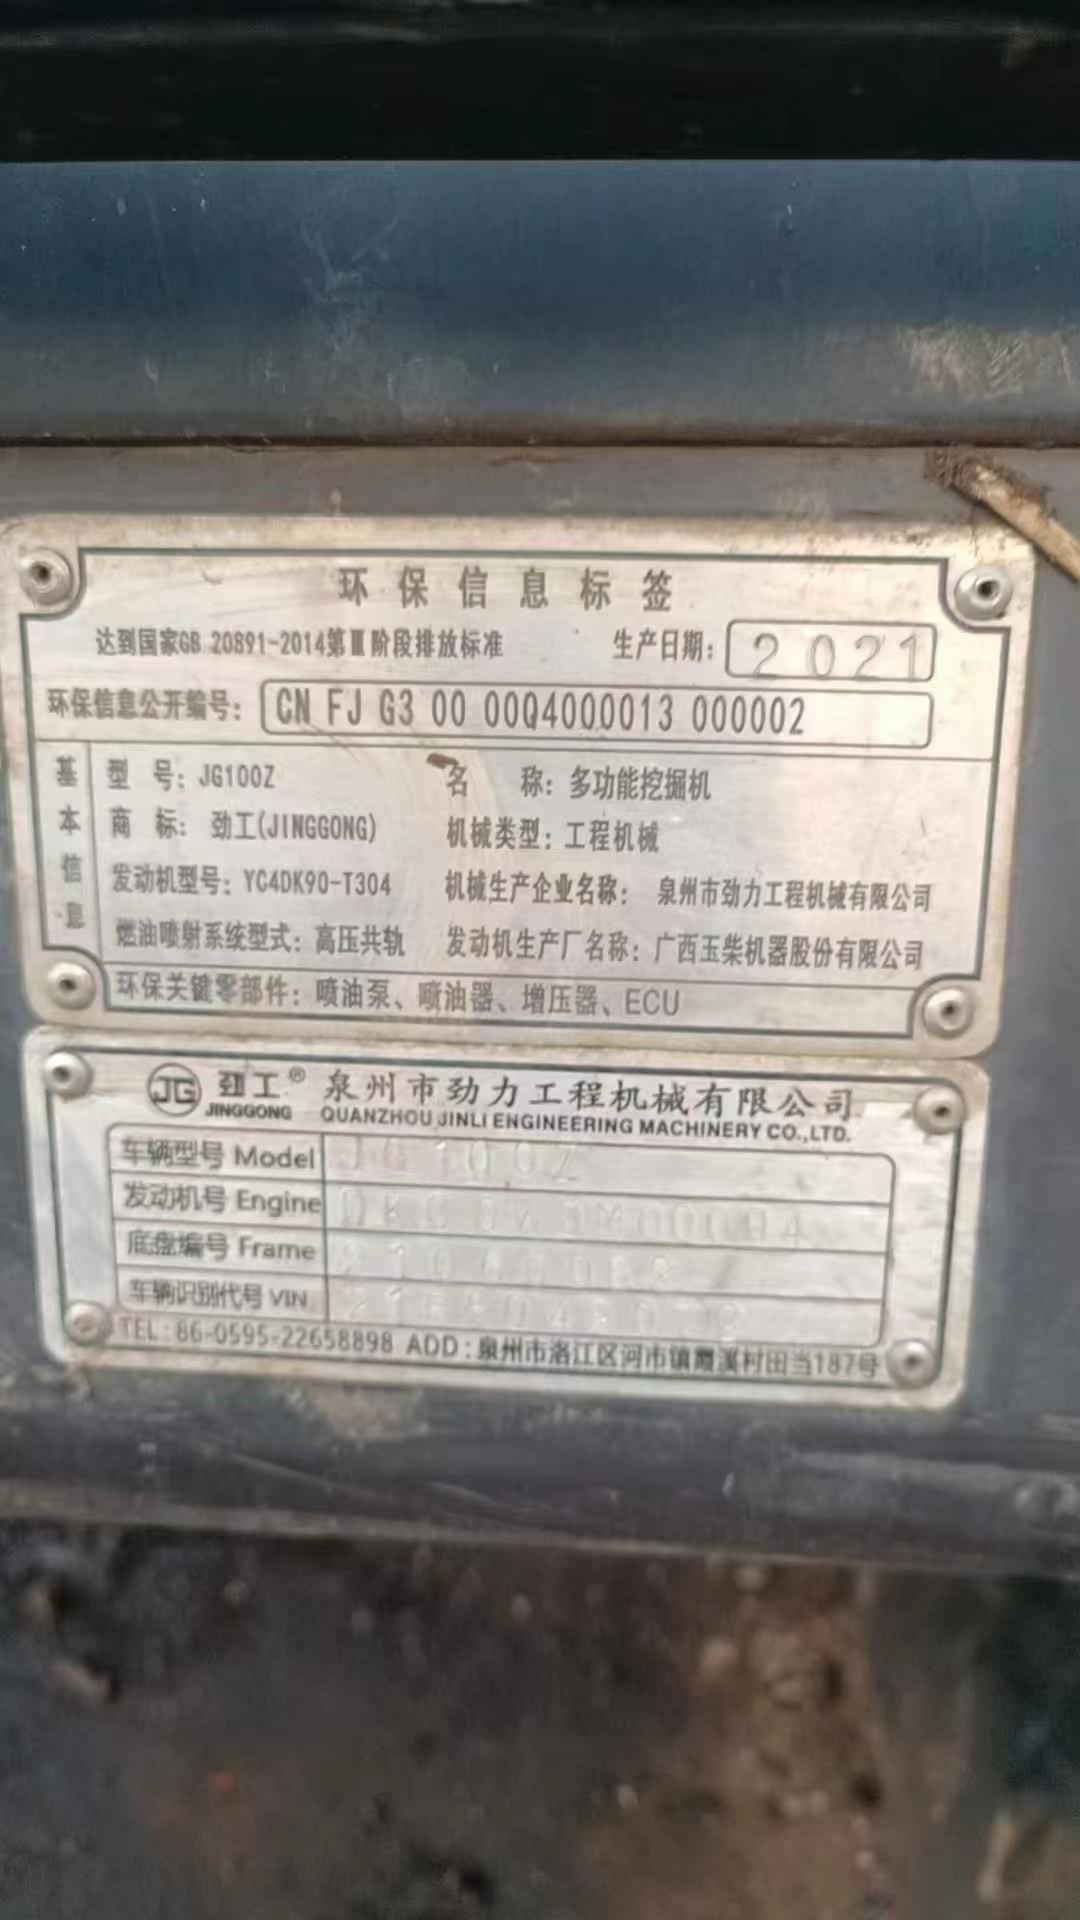 环保信息标签
达到国家GB 20891-2014第Ⅲ阶段排放标准 生产日期: 2021
环保信息公开编号: CN FJ G3 00 00Q4000013 000002
基本信息
型 号: JG100Z 名 称: 多功能挖掘机
商 标: 劲工(JINGGONG) 机械类型: 工程机械
发动机型号: YC4DK90-T304 机械生产企业名称: 泉州市劲力工程机械有限公司
燃油喷射系统型式: 高压共轨 发动机生产厂名称: 广西玉柴机器股份有限公司
环保关键零部件: 喷油泵、喷油器、增压器、ECU
JG 劲工® 泉州市劲力工程机械有限公司
JINGGONG QUANZHOU JINLI ENGINEERING MACHINERY CO.,LTD.
车辆型号 Model JG100Z
发动机号 Engine
底盘编号 Frame
车辆识别代号 VIN
TEL:86-0595-22658898 ADD:泉州市洛江区河市镇霞溪村田当187号